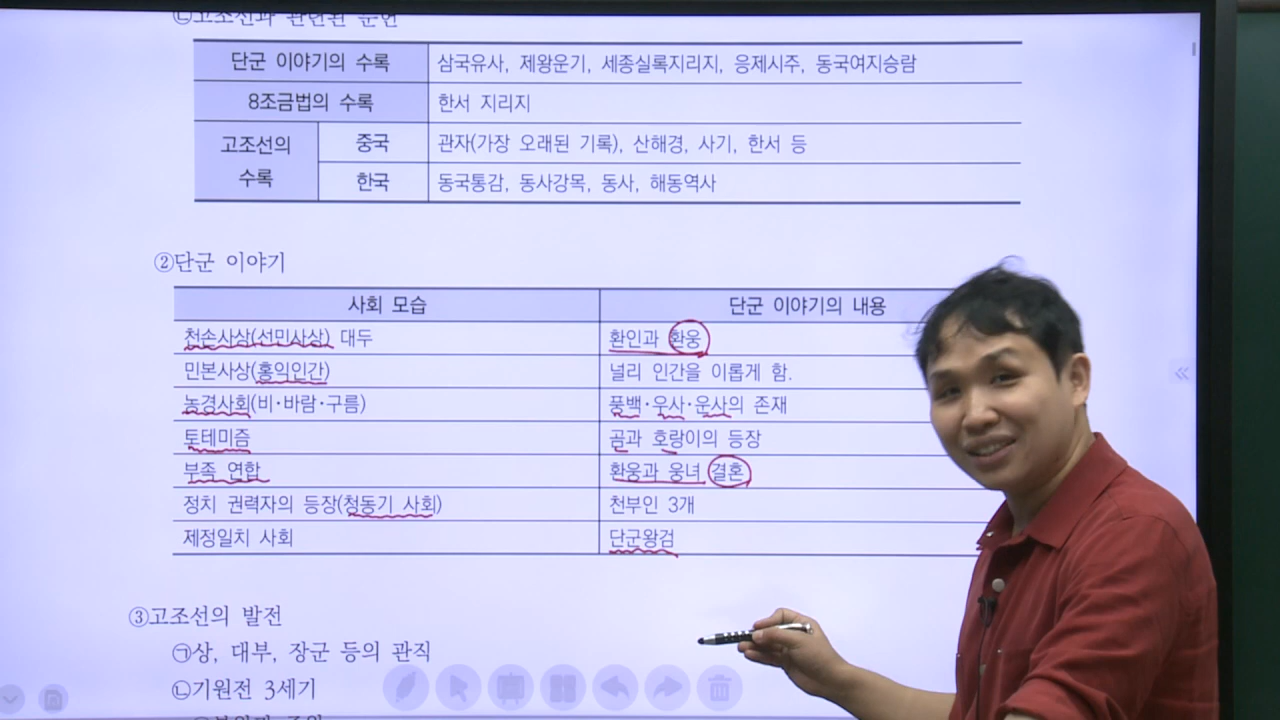 ㉡고조선과 관련된 문헌
단군 이야기의 수록 삼국유사, 제왕운기, 세종실록지리지, 응제시주, 동국여지승람
8조금법의 수록 한서 지리지
고조선의 수록 중국 관자(가장 오래된 기록), 산해경, 사기, 한서 등
한국 동국통감, 동사강목, 동사, 해동역사
②단군 이야기
사회 모습 단군 이야기의 내용
천손사상(선민사상) 대두 환인과 환웅
민본사상(홍익인간) 널리 인간을 이롭게 함.
농경사회(비·바람·구름) 풍백·우사·운사의 존재
토테미즘 곰과 호랑이의 등장
부족 연합 환웅과 웅녀 결혼
정치 권력자의 등장(청동기 사회) 천부인 3개
제정일치 사회 단군왕검
③고조선의 발전
㉠상, 대부, 장군 등의 관직
㉡기원전 3세기